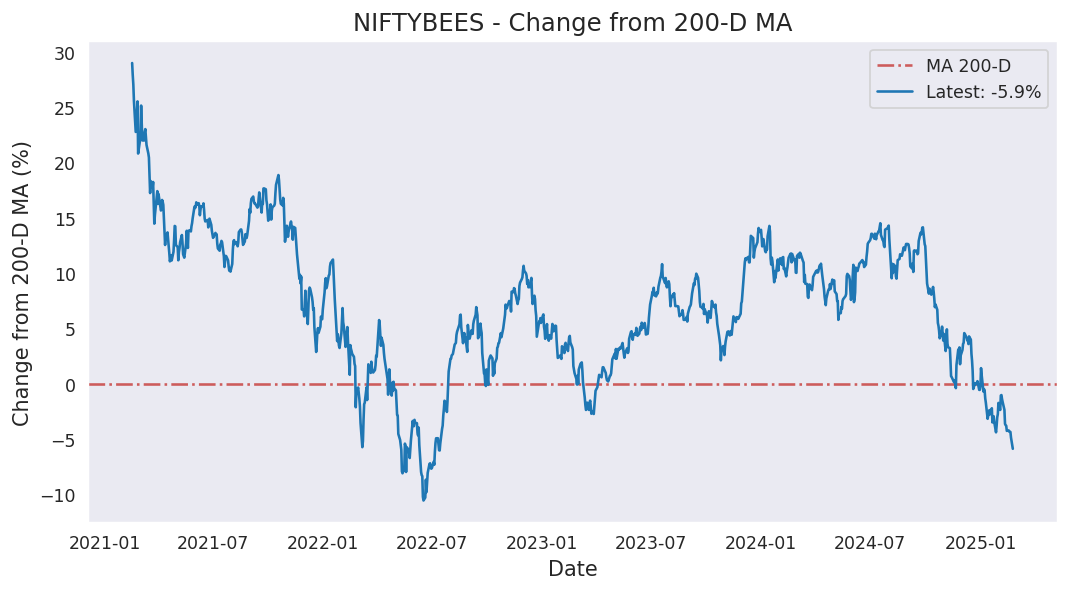 NIFTYBEES - Change from 200-D MA
MA 200-D
Latest: -5.9%
Change from 200-D MA (%)
30
25
20
15
10
5
0
−5
−10
2021-01 2021-07 2022-01 2022-07 2023-01 2023-07 2024-01 2024-07 2025-01
Date